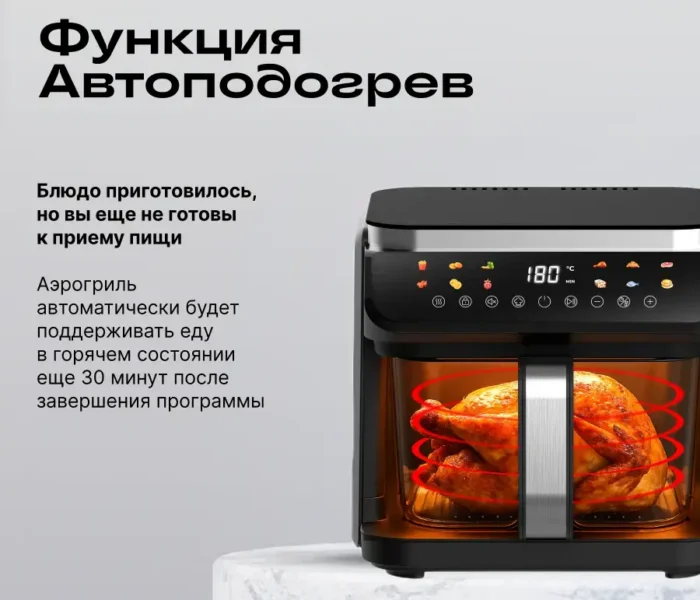 Функция
Автоподогрев
Блюдо приготовилось,
но вы еще не готовы
к приему пищи
Аэрогриль
автоматически будет
поддерживать еду
в горячем состоянии
еще 30 минут после
завершения программы
180 °C
MIN